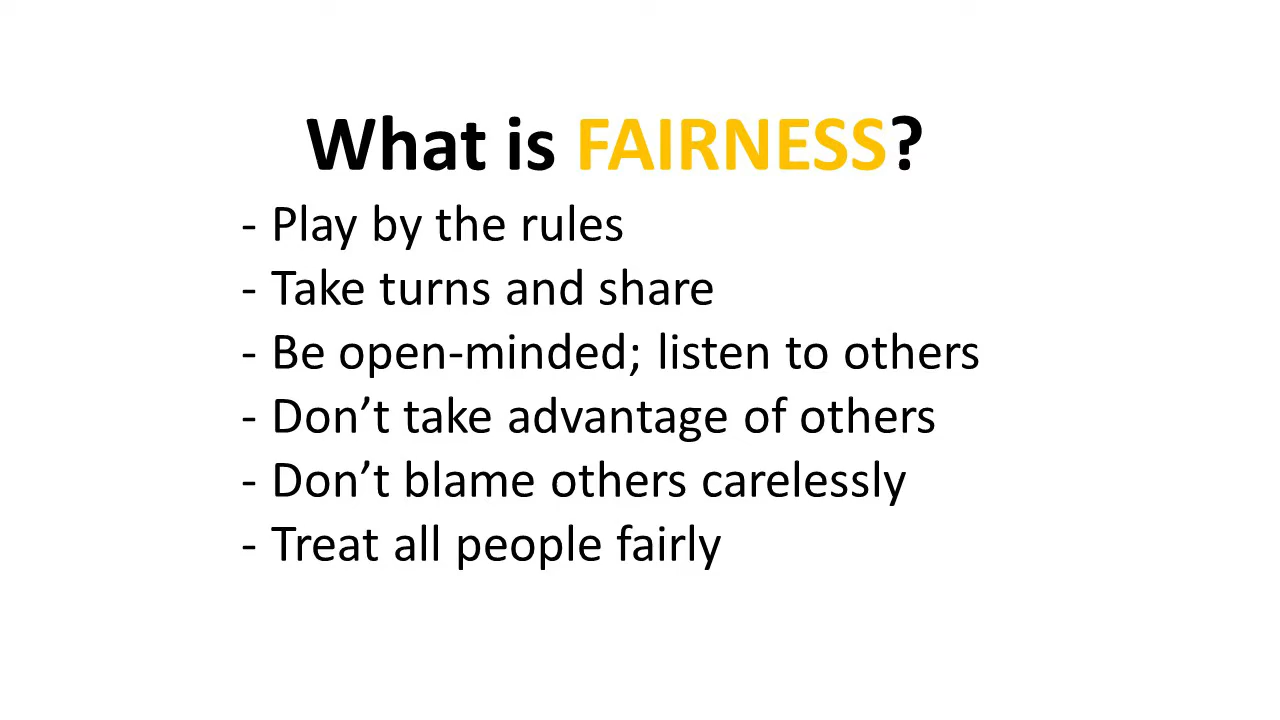 What is FAIRNESS?
- Play by the rules
- Take turns and share
- Be open-minded; listen to others
- Don’t take advantage of others
- Don’t blame others carelessly
- Treat all people fairly